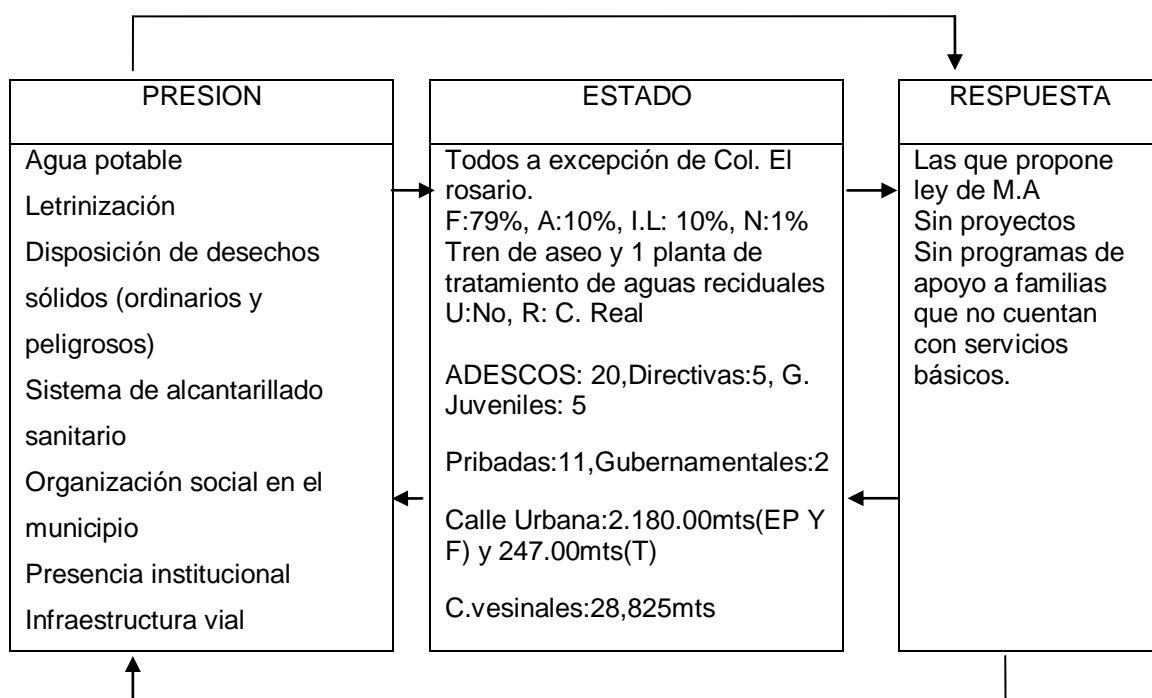 PRESION
Agua potable
Letrinización
Disposición de desechos
sólidos (ordinarios y
peligrosos)
Sistema de alcantarillado
sanitario
Organización social en el
municipio
Presencia institucional
Infraestructura vial
ESTADO
Todos a excepción de Col. El
rosario.
F:79%, A:10%, I.L: 10%, N:1%
Tren de aseo y 1 planta de
tratamiento de aguas reciduales
U:No, R: C. Real
ADESCOS: 20,Directivas:5, G.
Juveniles: 5
Pribadas:11,Gubernamentales:2
Calle Urbana:2.180.00mts(EP Y
F) y 247.00mts(T)
C.vesinales:28,825mts
RESPUESTA
Las que propone
ley de M.A
Sin proyectos
Sin programas de
apoyo a familias
que no cuentan
con servicios
básicos.